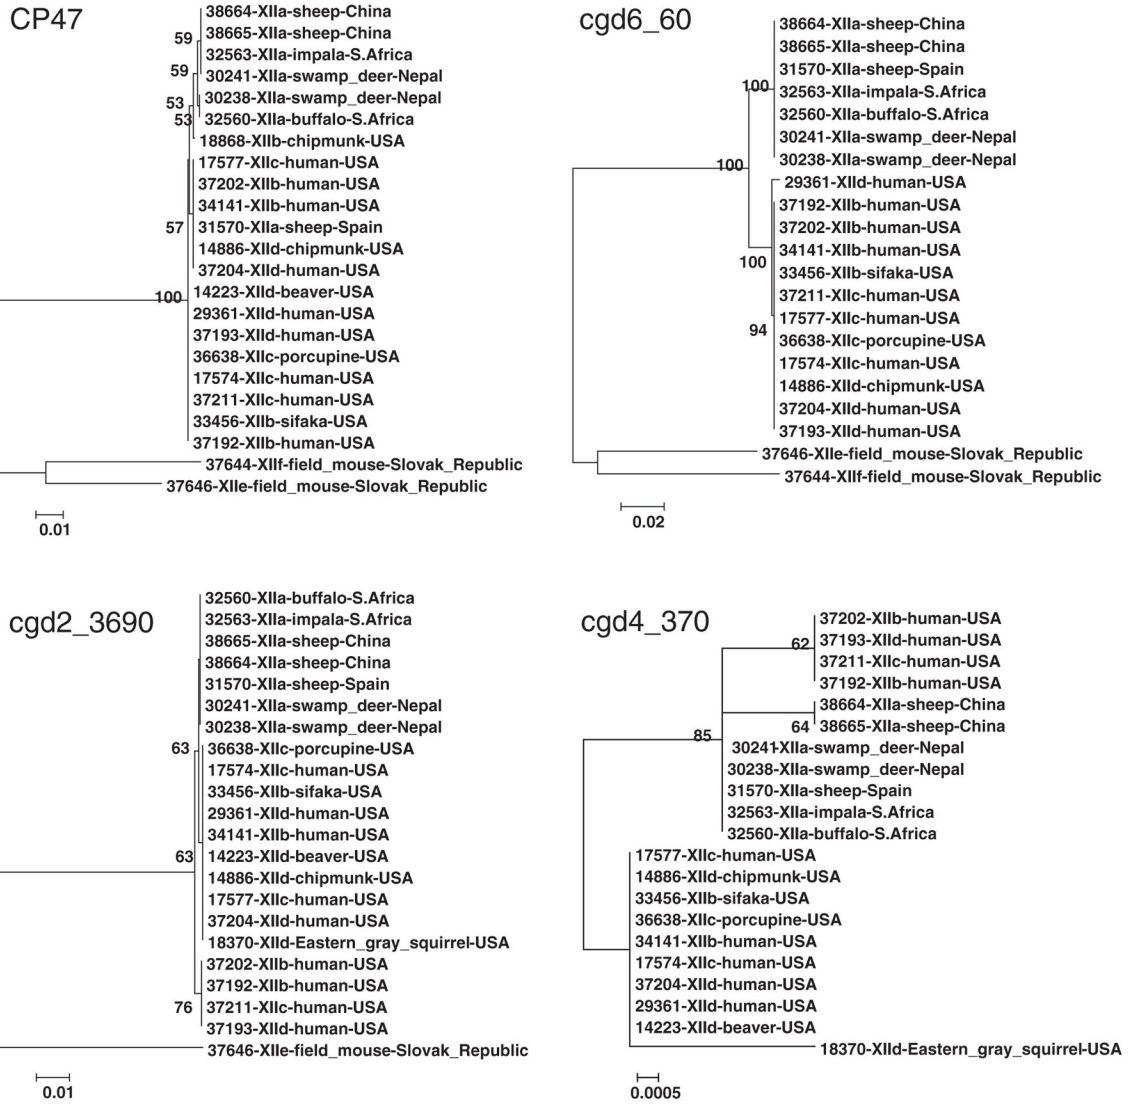 CP47
38664-XIIa-sheep-China
38665-XIIa-sheep-China
59
32563-XIIa-impala-S.Africa
59
30241-XIIa-swamp_deer-Nepal
30238-XIIa-swamp_deer-Nepal
53
53
32560-XIIa-buffalo-S.Africa
18868-XIIb-chipmunk-USA
17577-XIIc-human-USA
37202-XIIb-human-USA
34141-XIIb-human-USA
57
31570-XIIa-sheep-Spain
14886-XIId-chipmunk-USA
37204-XIId-human-USA
100
14223-XIId-beaver-USA
29361-XIId-human-USA
37193-XIId-human-USA
36638-XIIc-porcupine-USA
17574-XIIc-human-USA
37211-XIIc-human-USA
33456-XIIb-sifaka-USA
37192-XIIb-human-USA
37644-XIIf-field_mouse-Slovak_Republic
37646-XIIe-field_mouse-Slovak_Republic
0.01
cgd6_60
38664-XIIa-sheep-China
38665-XIIa-sheep-China
31570-XIIa-sheep-Spain
100
32563-XIIa-impala-S.Africa
32560-XIIa-buffalo-S.Africa
30241-XIIa-swamp_deer-Nepal
30238-XIIa-swamp_deer-Nepal
100
29361-XIId-human-USA
37192-XIIb-human-USA
37202-XIIb-human-USA
34141-XIIb-human-USA
100
33456-XIIb-sifaka-USA
37211-XIIc-human-USA
17577-XIIc-human-USA
94
36638-XIIc-porcupine-USA
17574-XIIc-human-USA
14886-XIId-chipmunk-USA
37204-XIId-human-USA
37193-XIId-human-USA
37646-XIIe-field_mouse-Slovak_Republic
37644-XIIf-field_mouse-Slovak_Republic
0.02
cgd2_3690
32560-XIIa-buffalo-S.Africa
32563-XIIa-impala-S.Africa
38665-XIIa-sheep-China
38664-XIIa-sheep-China
31570-XIIa-sheep-Spain
30241-XIIa-swamp_deer-Nepal
30238-XIIa-swamp_deer-Nepal
63
36638-XIIc-porcupine-USA
17574-XIIc-human-USA
33456-XIIb-sifaka-USA
29361-XIId-human-USA
34141-XIIb-human-USA
63
14223-XIId-beaver-USA
14886-XIId-chipmunk-USA
17577-XIIc-human-USA
37204-XIId-human-USA
18370-XIId-Eastern_gray_squirrel-USA
37202-XIIb-human-USA
37192-XIIb-human-USA
76
37211-XIIc-human-USA
37193-XIId-human-USA
37646-XIIe-field_mouse-Slovak_Republic
0.01
cgd4_370
37202-XIIb-human-USA
62
37193-XIId-human-USA
37211-XIIc-human-USA
37192-XIIb-human-USA
38664-XIIa-sheep-China
64
38665-XIIa-sheep-China
85
30241-XIIa-swamp_deer-Nepal
30238-XIIa-swamp_deer-Nepal
31570-XIIa-sheep-Spain
32563-XIIa-impala-S.Africa
32560-XIIa-buffalo-S.Africa
17577-XIIc-human-USA
14886-XIId-chipmunk-USA
33456-XIIb-sifaka-USA
36638-XIIc-porcupine-USA
34141-XIIb-human-USA
17574-XIIc-human-USA
37204-XIId-human-USA
29361-XIId-human-USA
14223-XIId-beaver-USA
18370-XIId-Eastern_gray_squirrel-USA
0.0005